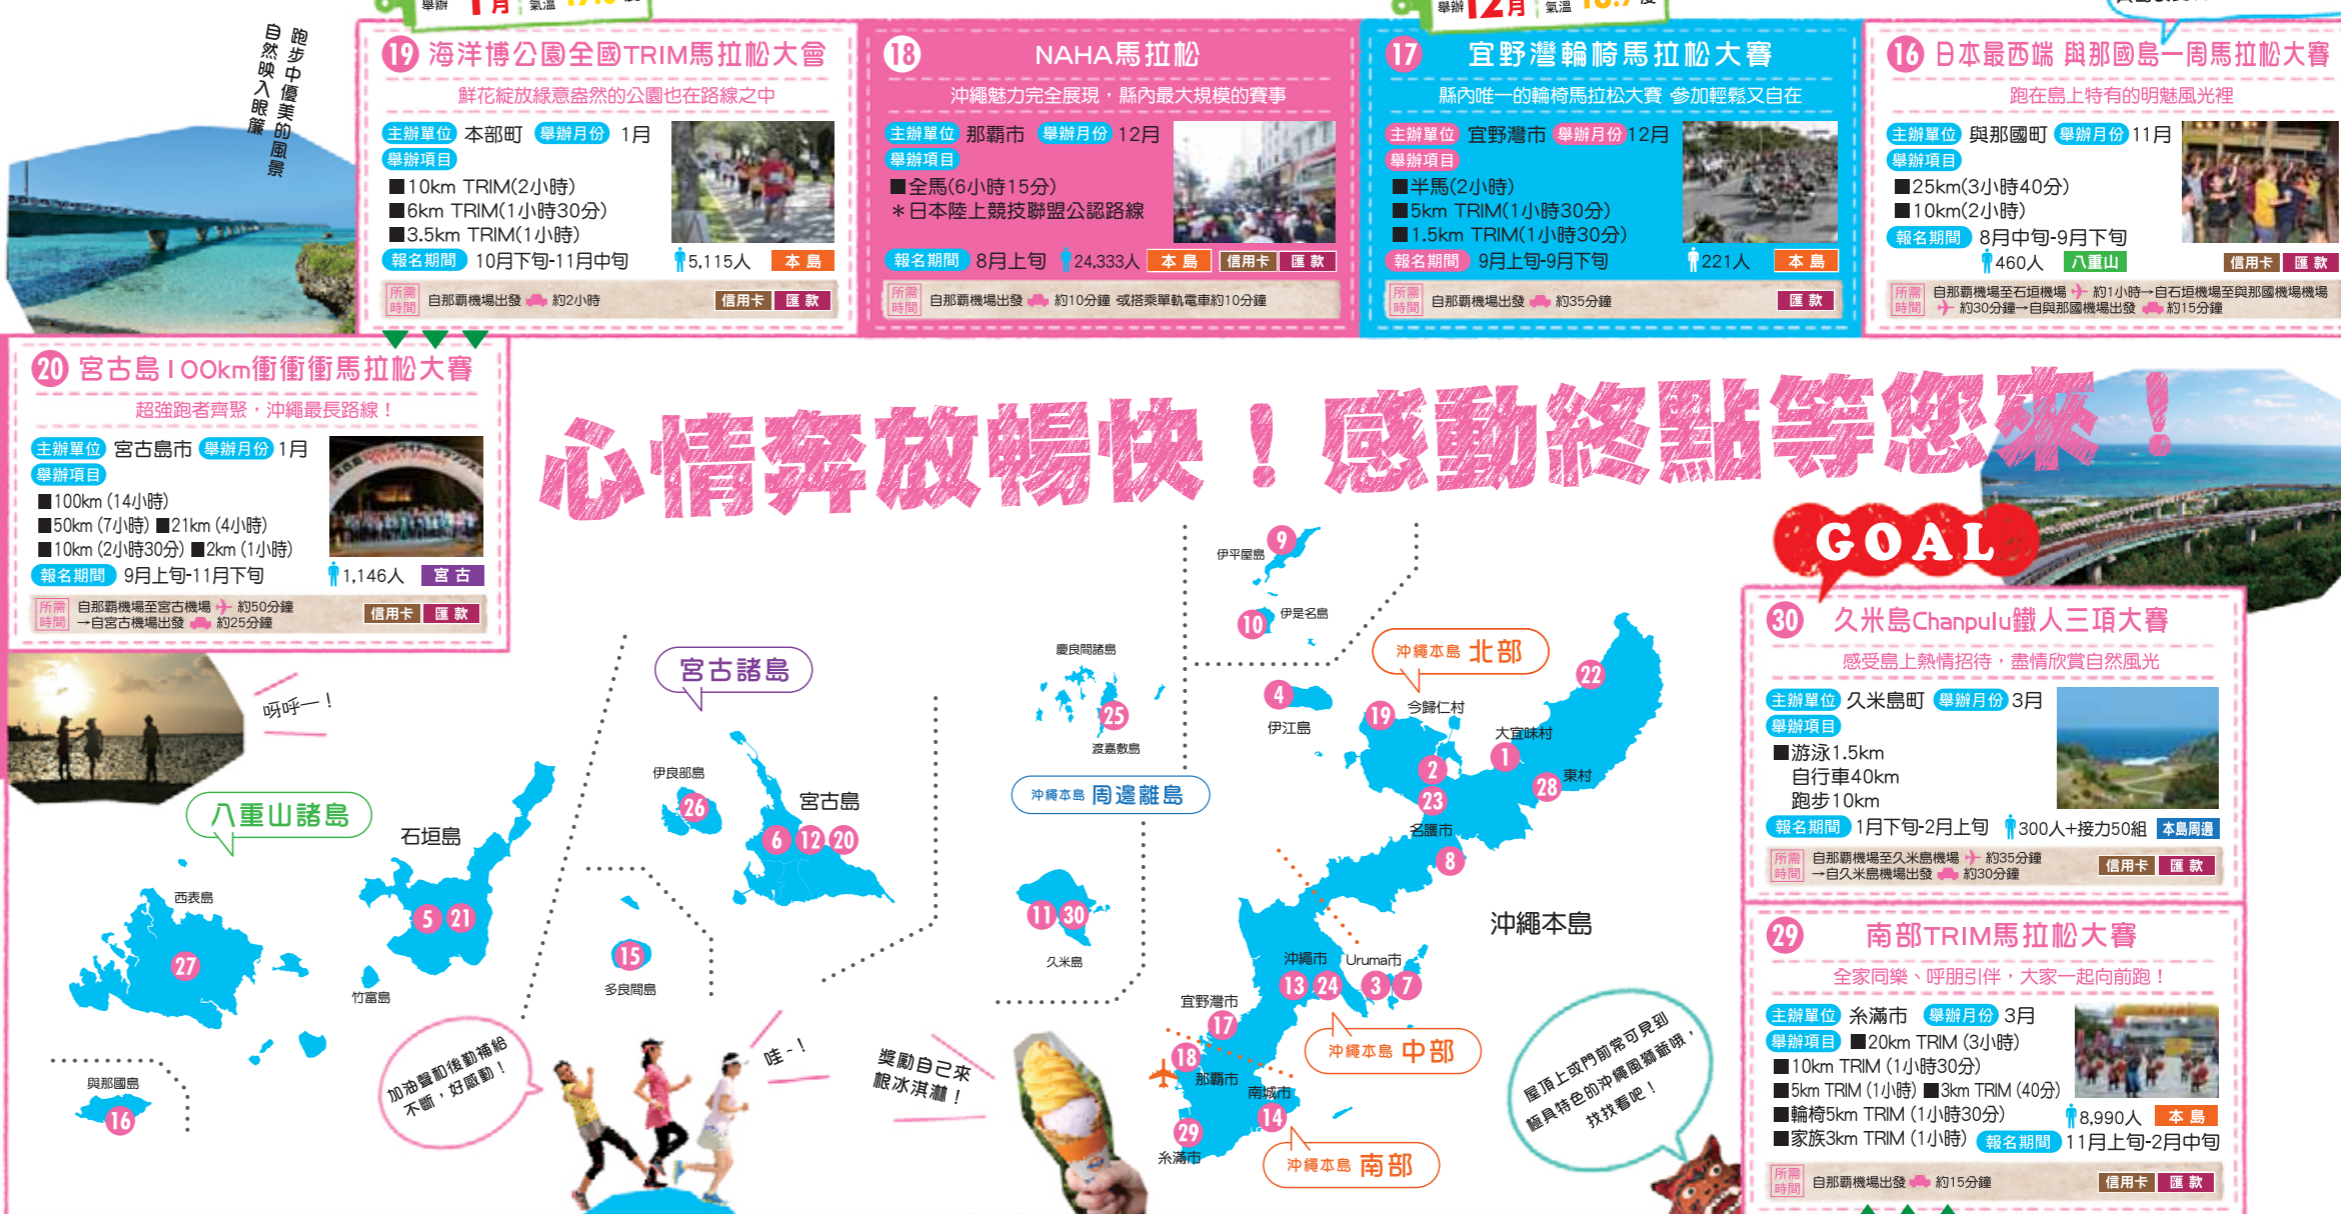 舉辦 1月 氣溫
舉辦 12月 氣溫
跑步中優美的風景
自然映入眼簾
19 海洋博公園全國TRIM馬拉松大會
鮮花綻放綠意盎然的公園也在路線之中
主辦單位 本部町 舉辦月份 1月
舉辦項目
■10km TRIM(2小時)
■6km TRIM(1小時30分)
■3.5km TRIM(1小時)
報名期間 10月下旬-11月中旬 5,115人 本島
所需時間 自那霸機場出發 約2小時 信用卡 匯款
18 NAHA馬拉松
沖繩魅力完全展現，縣內最大規模的賽事
主辦單位 那霸市 舉辦月份 12月
舉辦項目
■全馬(6小時15分)
＊日本陸上競技聯盟公認路線
報名期間 8月上旬 24,333人 本島 信用卡 匯款
所需時間 自那霸機場出發 約10分鐘 或搭乘單軌電車約10分鐘
17 宜野灣輪椅馬拉松大賽
縣內唯一的輪椅馬拉松大賽 參加輕鬆又自在
主辦單位 宜野灣市 舉辦月份 12月
舉辦項目
■半馬(2小時)
■5km TRIM(1小時30分)
■1.5km TRIM(1小時30分)
報名期間 9月上旬-9月下旬 221人 本島
所需時間 自那霸機場出發 約35分鐘 匯款
16 日本最西端 與那國島一周馬拉松大賽
跑在島上特有的明魅風光裡
主辦單位 與那國町 舉辦月份 11月
舉辦項目
■25km(3小時40分)
■10km(2小時)
報名期間 8月中旬-9月下旬
460人 八重山 信用卡 匯款
所需時間 自那霸機場至石垣機場 約1小時→自石垣機場至與那國機場機場
約30分鐘→自與那國機場出發 約15分鐘
20 宮古島100km衝衝衝馬拉松大賽
超強跑者齊聚，沖繩最長路線！
主辦單位 宮古島市 舉辦月份 1月
舉辦項目
■100km (14小時)
■50km (7小時) ■21km (4小時)
■10km (2小時30分) ■2km (1小時)
報名期間 9月上旬-11月下旬 1,146人 宮古
所需時間 自那霸機場至宮古機場 約50分鐘
→自宮古機場出發 約25分鐘 信用卡 匯款
心情奔放暢快！感動終點等您來！
GOAL
呀呼一！
八重山諸島
石垣島
5 21
西表島
27
竹富島
與那國島
16
宮古諸島
伊良部島
26
宮古島
6 12 20
15
多良間島
慶良間諸島
25
渡嘉敷島
沖繩本島 周邊離島
11 30
久米島
伊平屋島
9
10
伊是名島
4
伊江島
沖繩本島 北部
22
19
今歸仁村
大宜味村
1
2
28
東村
23
名護市
8
沖繩本島
沖繩市
13 24
Uruma市
3 7
宜野灣市
17
沖繩本島 中部
18
那霸市
南城市
14
29
糸滿市
沖繩本島 南部
加油聲和後勤補給
不斷，好感動！
哇-！
獎勵自己來
根冰淇淋！
屋頂上或門前常可見到
極具特色的沖繩風獅爺哦，
找找看吧！
30 久米島Chanpulu鐵人三項大賽
感受島上熱情招待，盡情欣賞自然風光
主辦單位 久米島町 舉辦月份 3月
舉辦項目
■游泳1.5km
自行車40km
跑步10km
報名期間 1月下旬-2月上旬 300人+接力50組 本島周邊
所需時間 自那霸機場至久米島機場 約35分鐘
→自久米島機場出發 約30分鐘 信用卡 匯款
29 南部TRIM馬拉松大賽
全家同樂、呼朋引伴，大家一起向前跑！
主辦單位 糸滿市 舉辦月份 3月
舉辦項目 ■20km TRIM (3小時)
■10km TRIM (1小時30分)
■5km TRIM (1小時) ■3km TRIM (40分)
■輪椅5km TRIM (1小時30分) 8,990人 本島
■家族3km TRIM (1小時) 報名期間 11月上旬-2月中旬
所需時間 自那霸機場出發 約15分鐘 信用卡 匯款